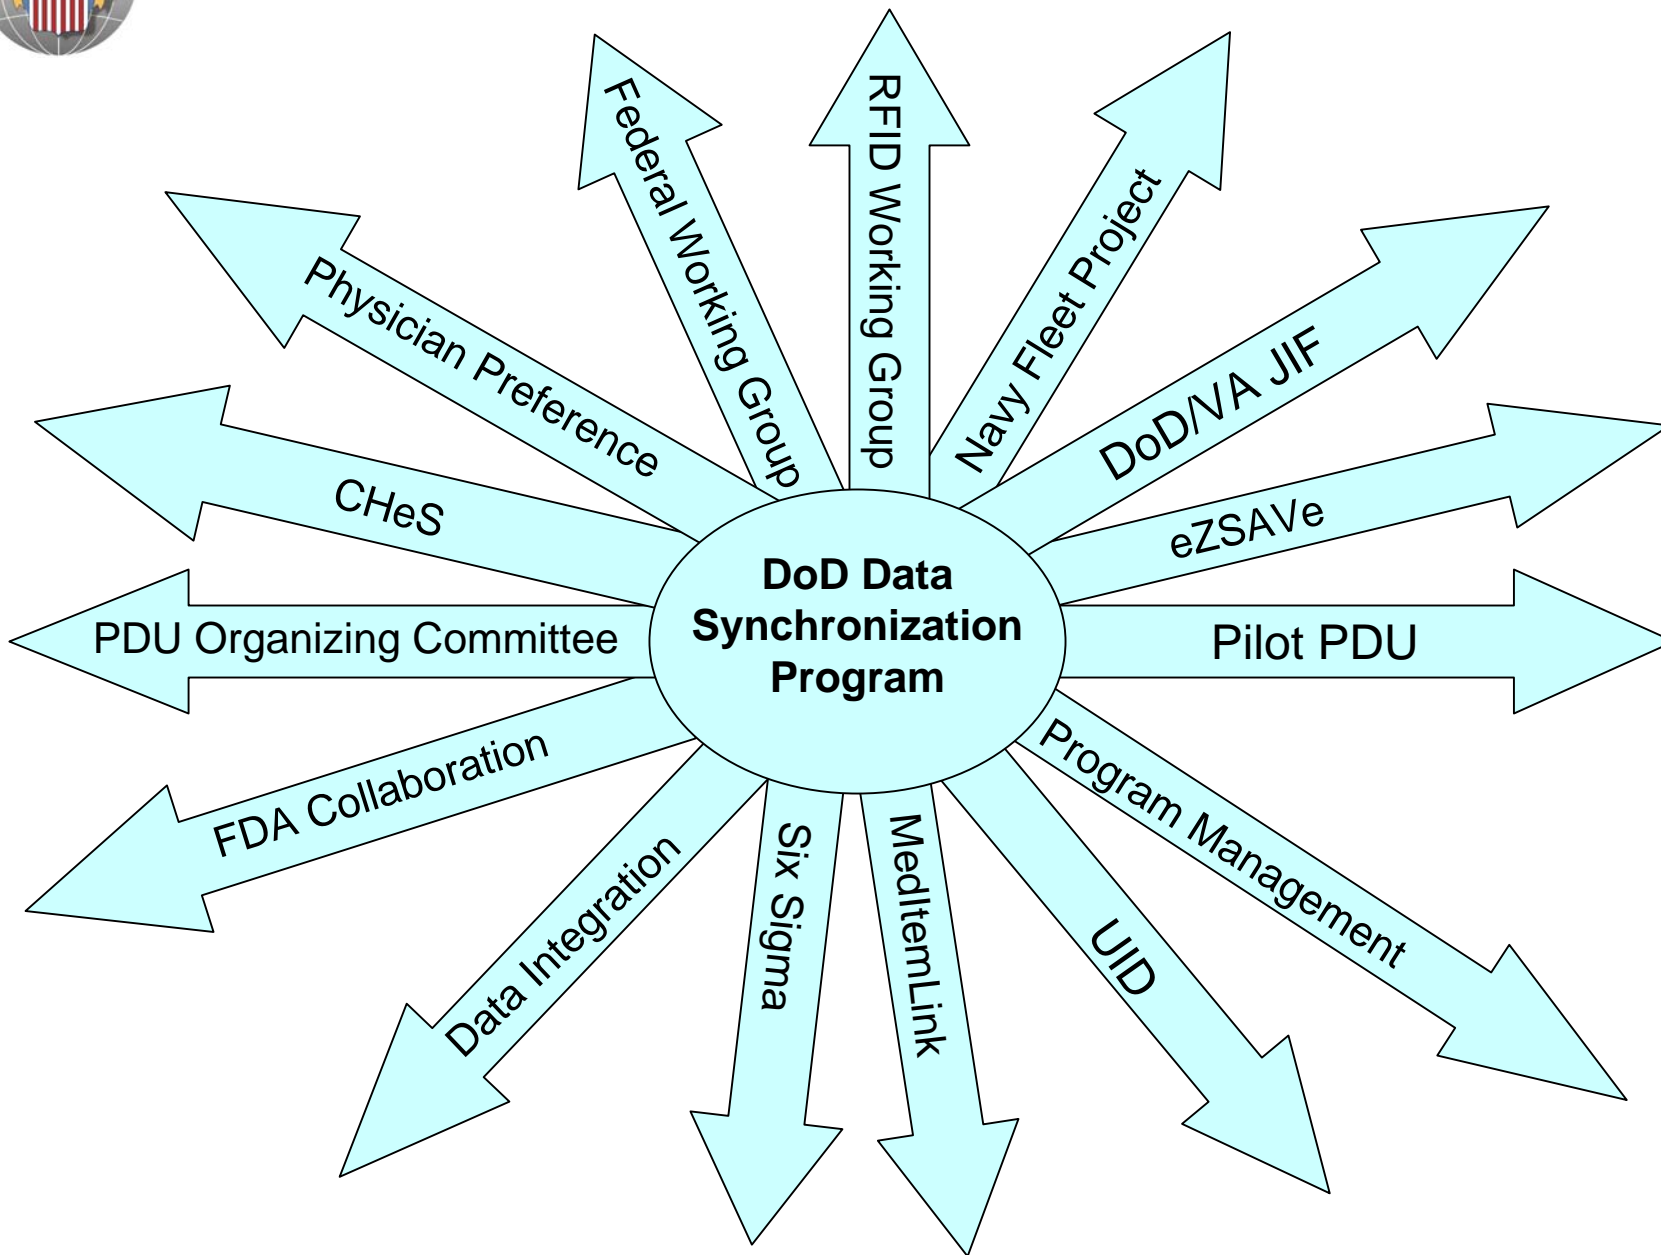 Federal Working Group
RFID Working Group
Navy Fleet Project
Physician Preference
DoD/VA JIF
CHeS
eZSAVe
DoD Data
Synchronization
Program
PDU Organizing Committee
Pilot PDU
FDA Collaboration
Program Management
Data Integration
Six Sigma
MedItemLink
UID